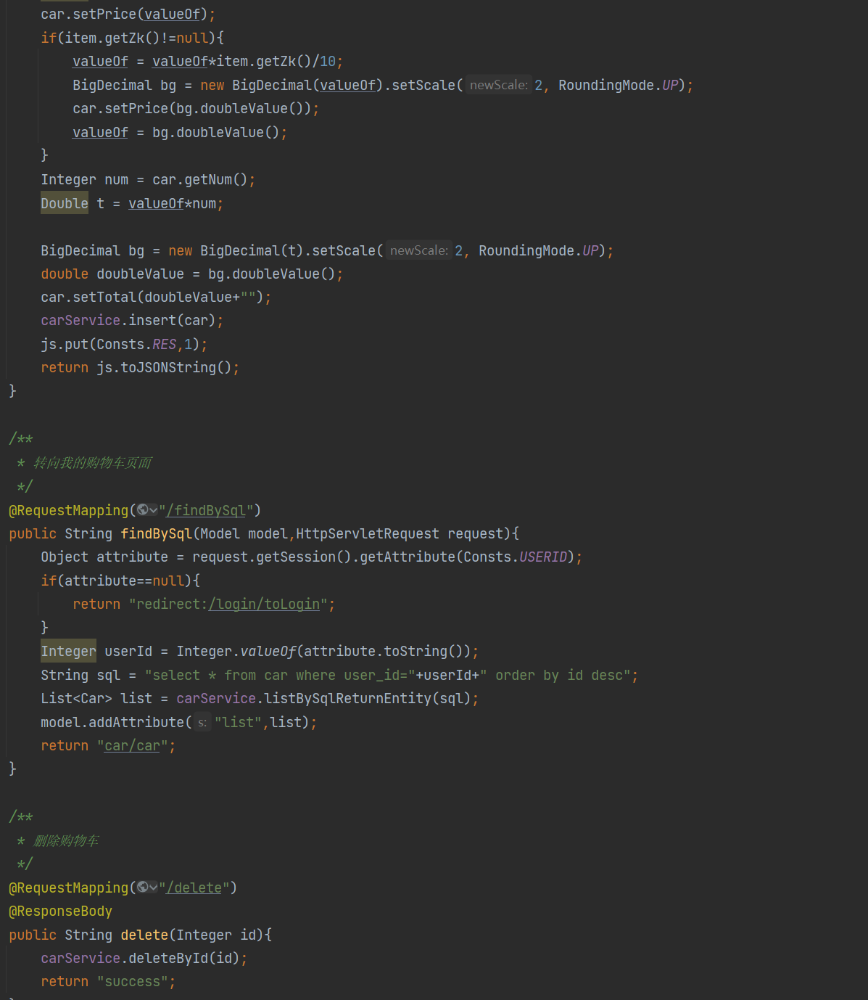 car.setPrice(valueOf);
if(item.getZk()!=null){
valueOf = valueOf*item.getZk()/10;
BigDecimal bg = new BigDecimal(valueOf).setScale( newScale: 2, RoundingMode.UP);
car.setPrice(bg.doubleValue());
valueOf = bg.doubleValue();
}
Integer num = car.getNum();
Double t = valueOf*num;
BigDecimal bg = new BigDecimal(t).setScale( newScale: 2, RoundingMode.UP);
double doubleValue = bg.doubleValue();
car.setTotal(doubleValue+"");
carService.insert(car);
js.put(Consts.RES,1);
return js.toJSONString();
}
/**
* 转向我的购物车页面
*/
@RequestMapping("/findBySql")
public String findBySql(Model model,HttpServletRequest request){
Object attribute = request.getSession().getAttribute(Consts.USERID);
if(attribute==null){
return "redirect:/login/toLogin";
}
Integer userId = Integer.valueOf(attribute.toString());
String sql = "select * from car where user_id="+userId+" order by id desc";
List<Car> list = carService.listBySqlReturnEntity(sql);
model.addAttribute( s: "list",list);
return "car/car";
}
/**
* 删除购物车
*/
@RequestMapping("/delete")
@ResponseBody
public String delete(Integer id){
carService.deleteById(id);
return "success";